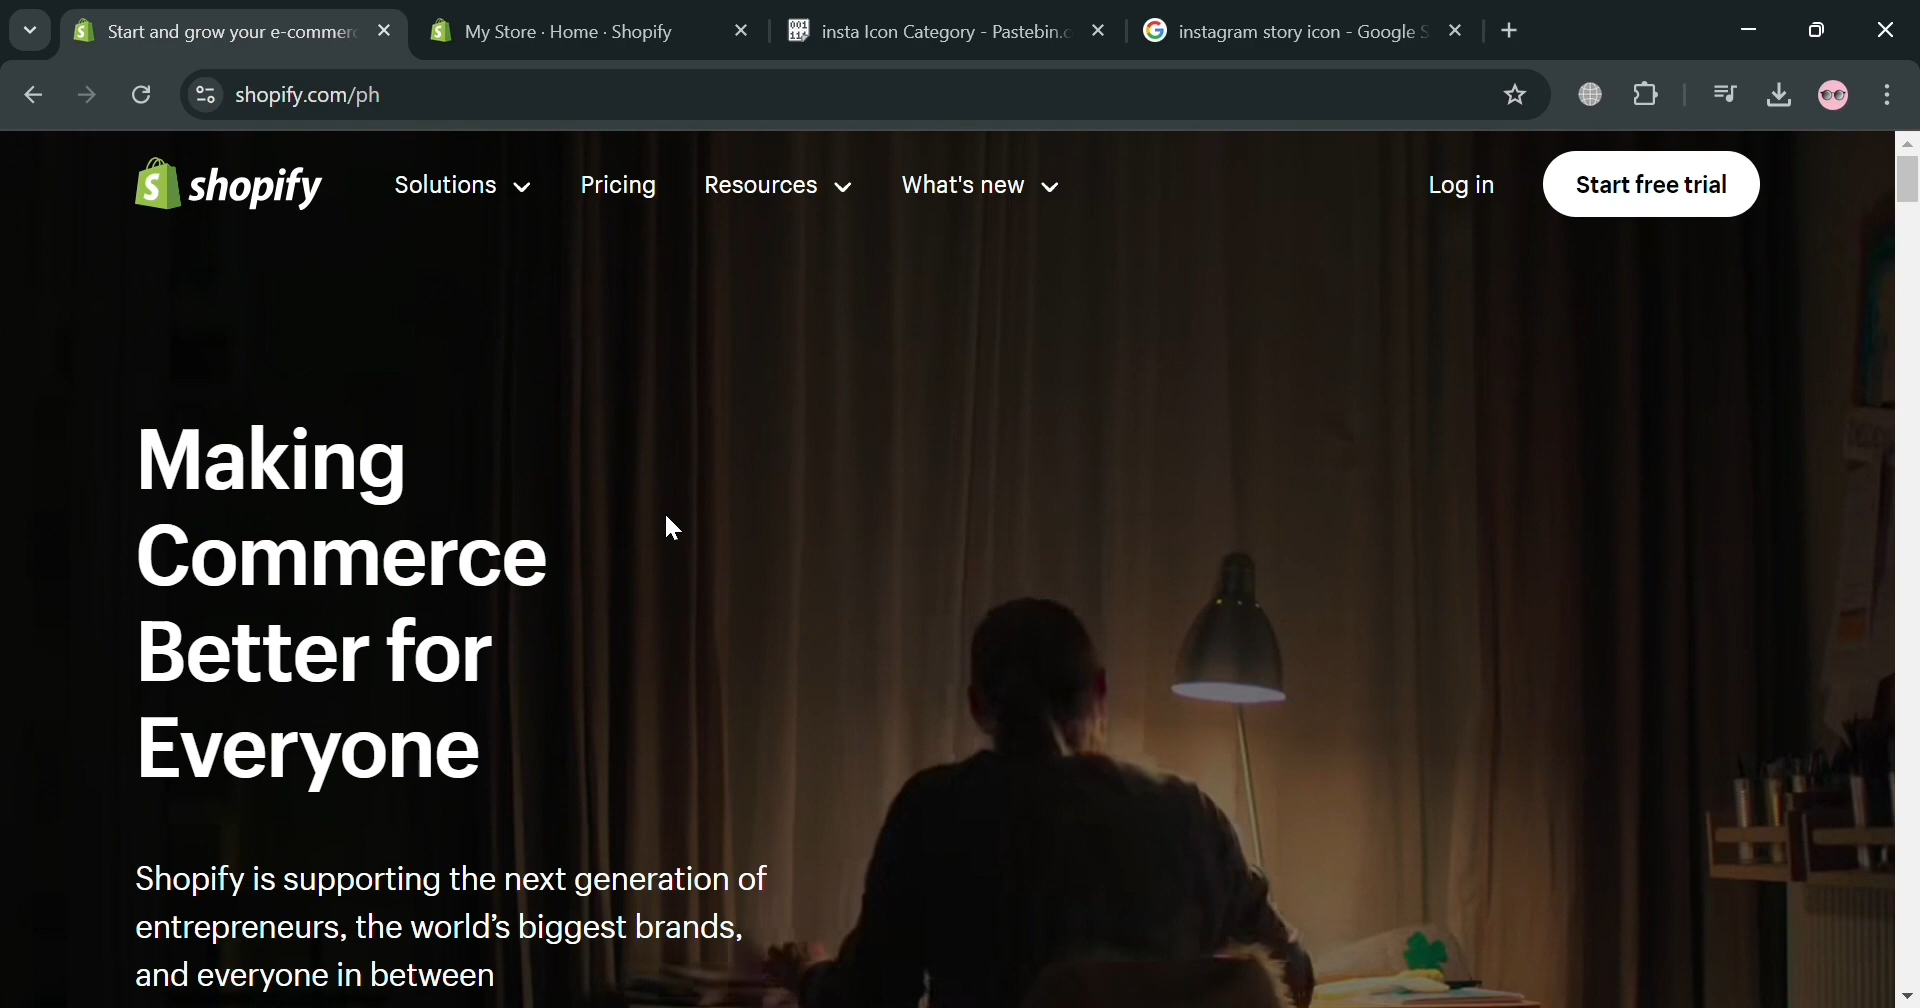 Start and grow your e-commerc
My Store · Home · Shopify
insta Icon Category - Pastebin.c
instagram story icon - Google S
shopify.com/ph
shopify
Solutions
Pricing
Resources
What's new
Log in
Start free trial
Making
Commerce
Better for
Everyone
Shopify is supporting the next generation of
entrepreneurs, the world's biggest brands,
and everyone in between